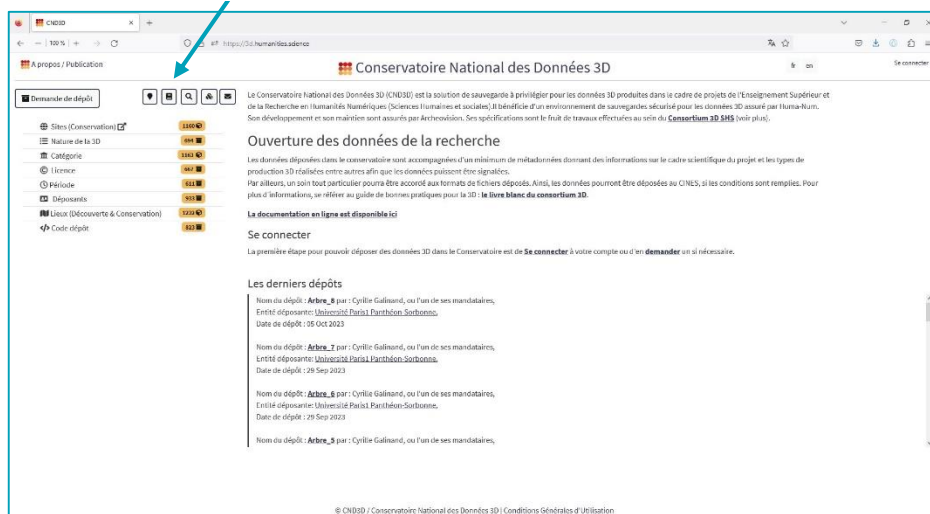 CND3D
100 %
https://3d.humanities.science
A propos / Publication
Conservatoire National des Données 3D
fr en
Se connecter
Demande de dépôt
Sites (Conservation) 1180
Nature de la 3D 694
Catégorie 1183
Licence 667
Période 611
Déposants 933
Lieux (Découverte & Conservation) 1233
Code dépôt 823
Le Conservatoire National des Données 3D (CND3D) est la solution de sauvegarde à privilégier pour les données 3D produites dans le cadre de projets de l'Enseignement Supérieur et
de la Recherche en Humanités Numériques (Sciences Humaines et sociales).Il bénéficie d'un environnement de sauvegardes sécurisé pour les données 3D assuré par Huma-Num.
Son développement et son maintien sont assurés par Archeovision. Ses spécifications sont le fruit de travaux effectuées au sein du Consortium 3D SHS (voir plus).
Ouverture des données de la recherche
Les données déposées dans le conservatoire sont accompagnées d'un minimum de métadonnées donnant des informations sur le cadre scientifique du projet et les types de
production 3D réalisées entre autres afin que les données puissent être signalées.
Par ailleurs, un soin tout particulier pourra être accordé aux formats de fichiers déposés. Ainsi, les données pourront être déposées au CINES, si les conditions sont remplies. Pour
plus d'informations, se référer au guide de bonnes pratiques pour la 3D : le livre blanc du consortium 3D.
La documentation en ligne est disponible ici
Se connecter
La première étape pour pouvoir déposer des données 3D dans le Conservatoire est de Se connecter à votre compte ou d'en demander un si nécessaire.
Les derniers dépôts
Nom du dépôt : Arbre_8 par : Cyrille Galinand, ou l'un de ses mandataires,
Entité déposante: Université Paris1 Panthéon-Sorbonne,
Date de dépôt : 05 Oct 2023
Nom du dépôt : Arbre_7 par : Cyrille Galinand, ou l'un de ses mandataires,
Entité déposante: Université Paris1 Panthéon-Sorbonne,
Date de dépôt : 29 Sep 2023
Nom du dépôt : Arbre_6 par : Cyrille Galinand, ou l'un de ses mandataires,
Entité déposante: Université Paris1 Panthéon-Sorbonne,
Date de dépôt : 29 Sep 2023
Nom du dépôt : Arbre_5 par : Cyrille Galinand, ou l'un de ses mandataires,
© CND3D / Conservatoire National des Données 3D | Conditions Générales d'Utilisation